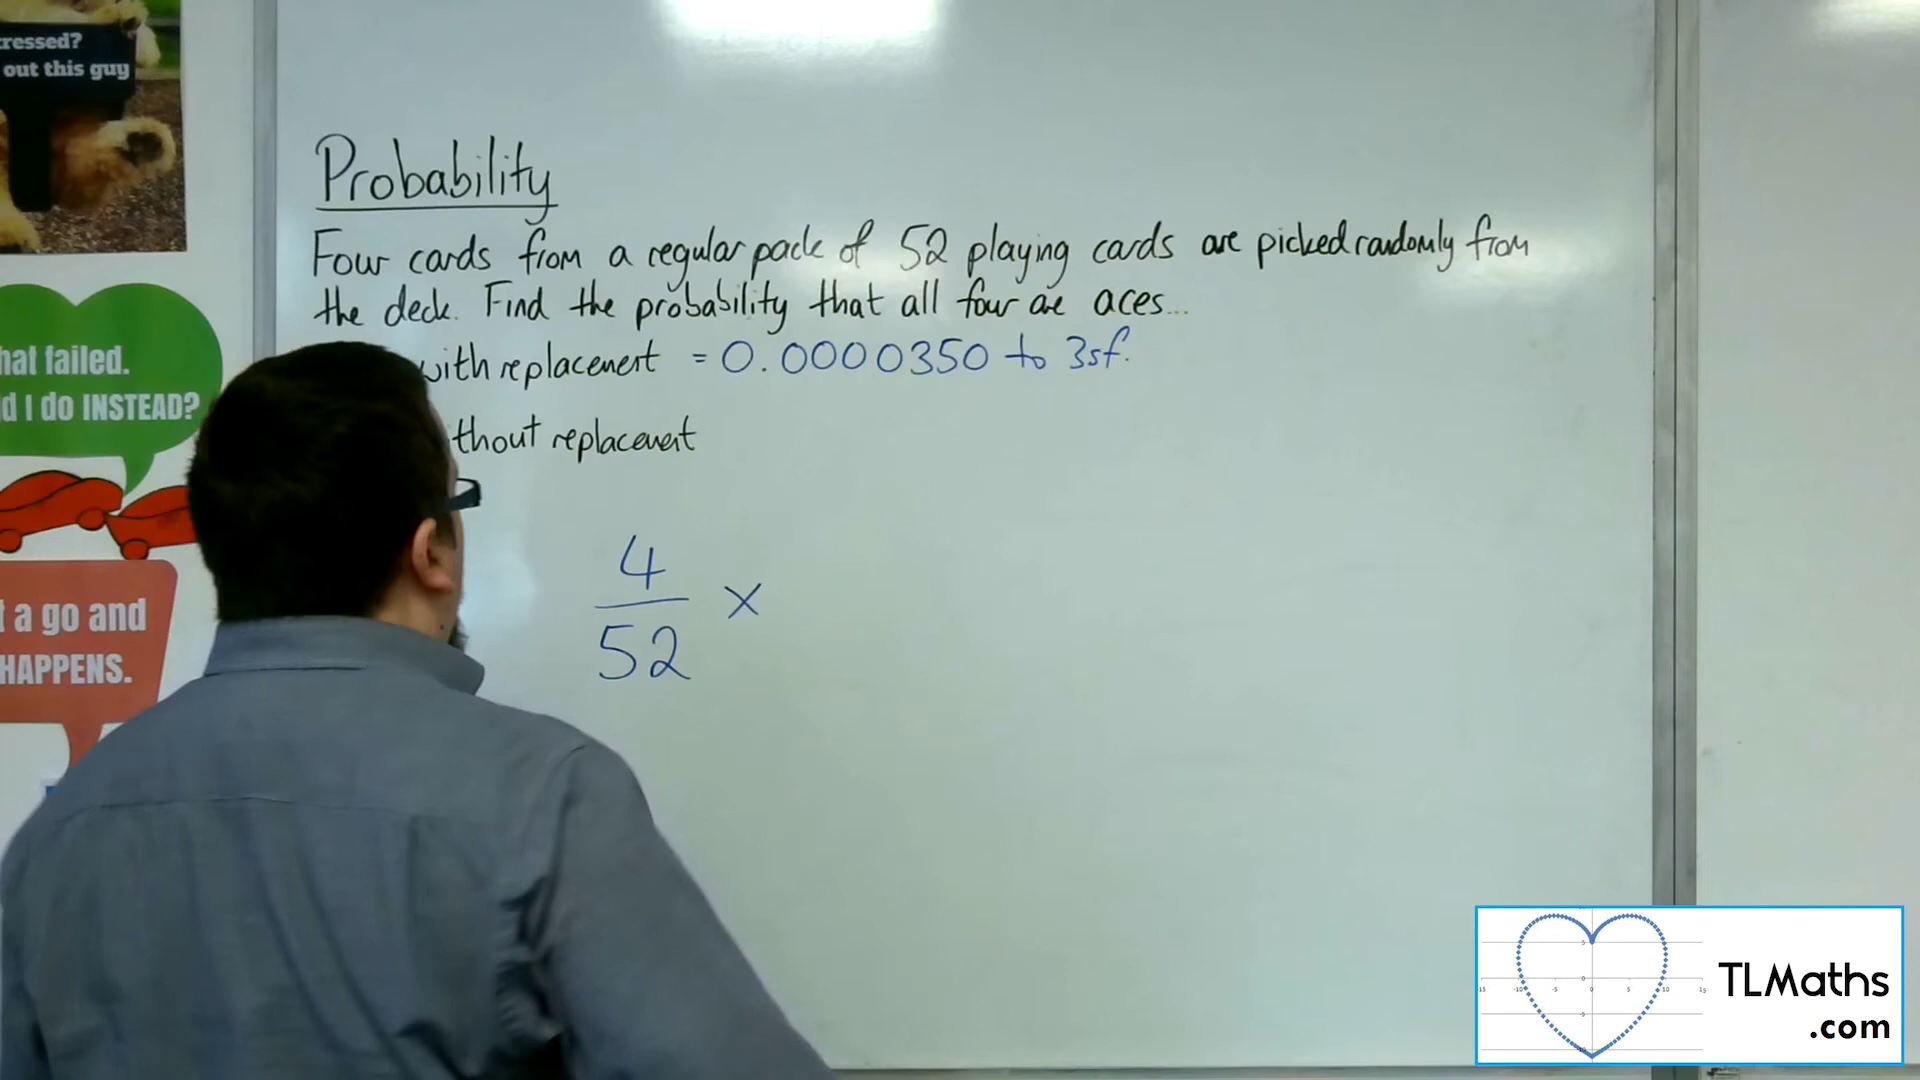 tressed?
out this guy
hat failed.
d I do INSTEAD?
t a go and
HAPPENS.
Probability
Four cards from a regular pack of 52 playing cards are picked randomly from
the deck. Find the probability that all four are aces...
with replacement = 0.0000350 to 3sf.
thout replacement
4
52
×
TLMaths
.com